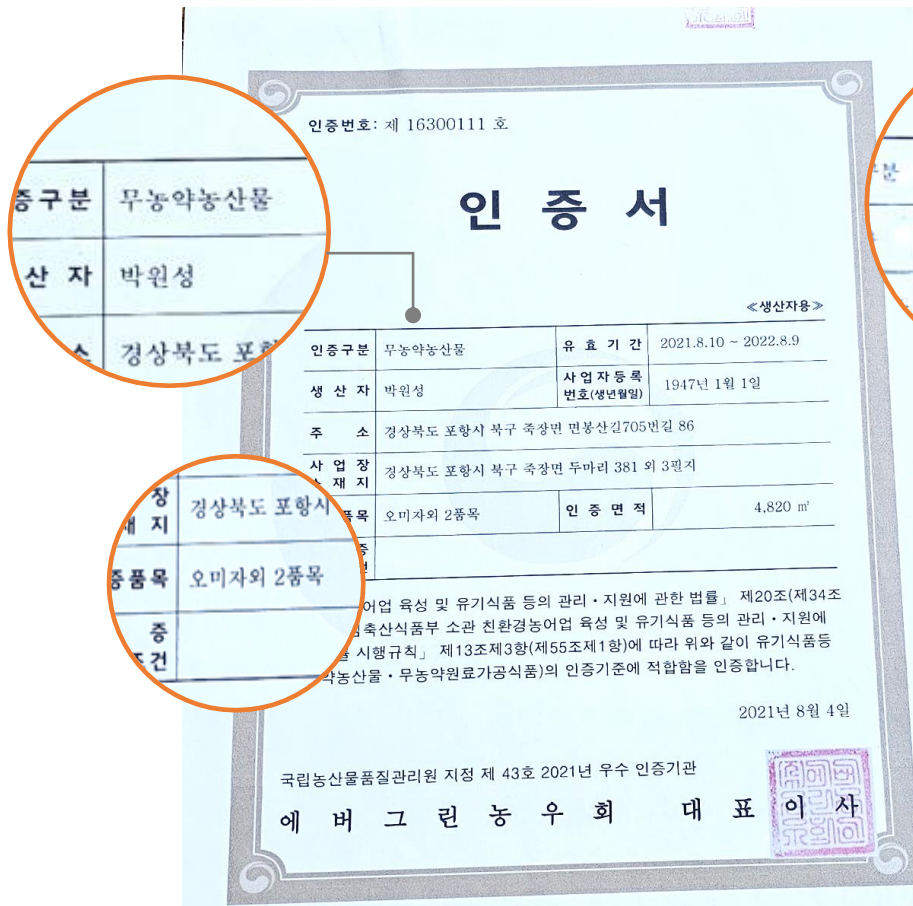 인증번호: 제 16300111 호
인 증 서
≪생산자용≫
인증구분 무농약농산물 유 효 기 간 2021.8.10 ~ 2022.8.9
생 산 자 박원성 사업자등록번호(생년월일) 1947년 1월 1일
주 소 경상북도 포항시 북구 죽장면 면봉산길705번길 86
사 업 장 재 지 경상북도 포항시 북구 죽장면 두마리 381 외 3필지
품목 오미자외 2품목 인 증 면 적 4,820 ㎡
어업 육성 및 유기식품 등의 관리・지원에 관한 법률」 제20조(제34조
축산식품부 소관 친환경농어업 육성 및 유기식품 등의 관리・지원에
시행규칙」 제13조제3항(제55조제1항)에 따라 위와 같이 유기식품등
약농산물・무농약원료가공식품)의 인증기준에 적합함을 인증합니다.
2021년 8월 4일
국립농산물품질관리원 지정 제 43호 2021년 우수 인증기관
에 버 그 린 농 우 회 대 표 이 사
증구분 무농약농산물
산 자 박원성
경상북도 포항
장
재 지 경상북도 포항시
증품목 오미자외 2품목
증
조건
분